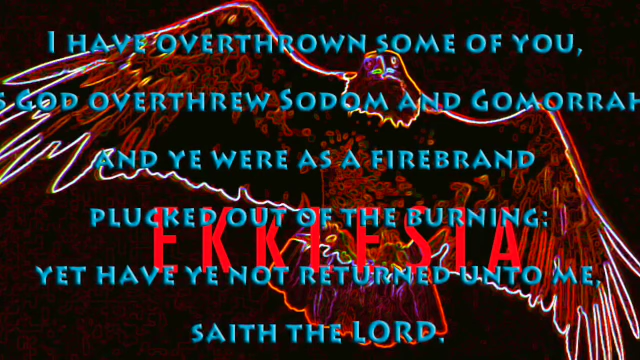 I have overthrown some of you,
s God overthrew Sodom and Gomorrah
and ye were as a firebrand
plucked out of the burning:
EKKLESIA
yet have ye not returned unto me,
saith the LORD.